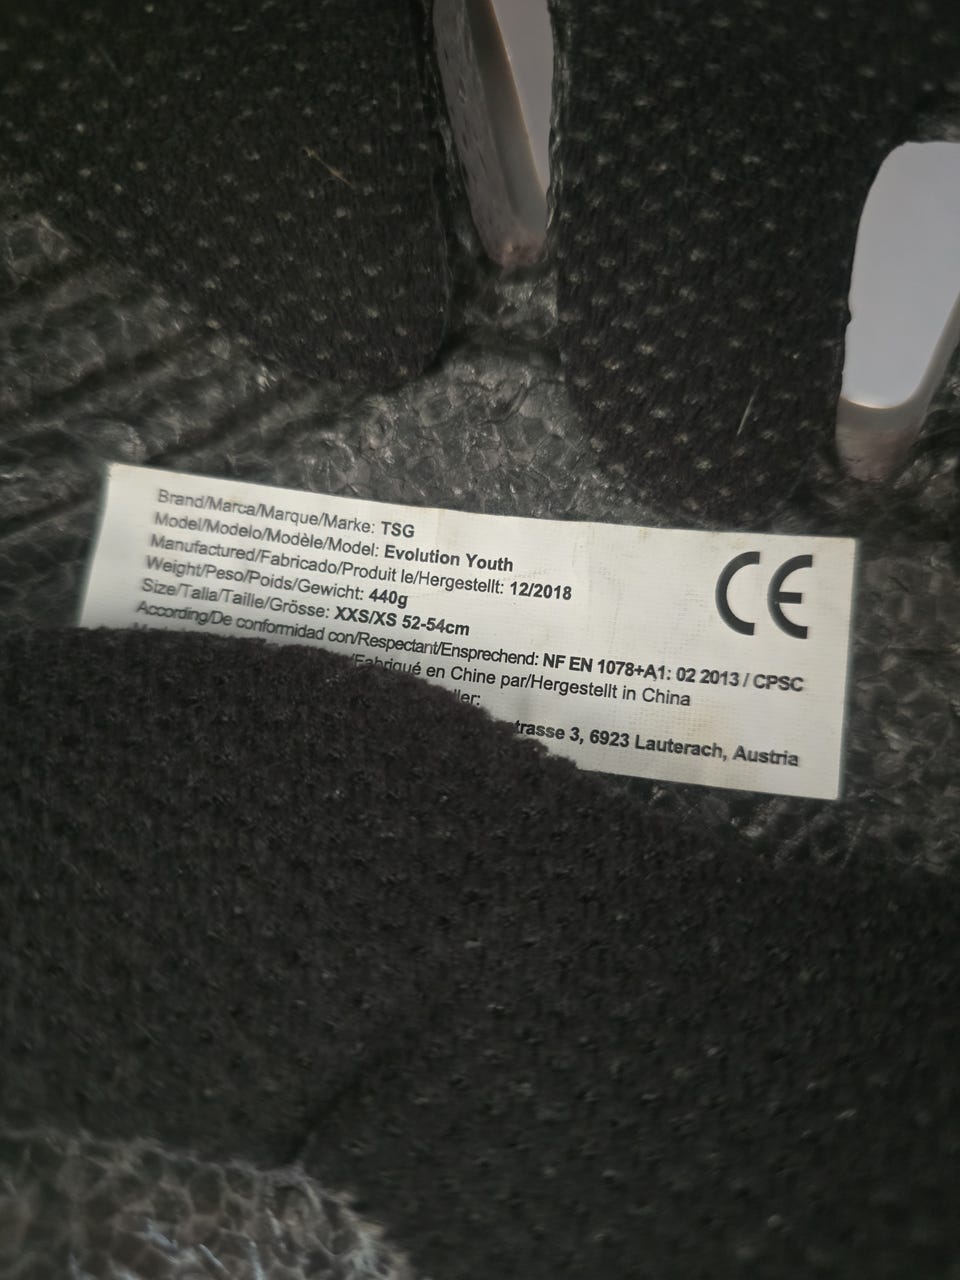 Brand/Marca/Marque/Marke: TSG
Model/Modelo/Modèle/Model: Evolution Youth
Manufactured/Fabricado/Produit le/Hergestellt: 12/2018
Weight/Peso/Poids/Gewicht: 440g
Size/Talla/Taille/Grösse: XXS/XS 52-54cm
According/De conformidad con/Respectant/Ensprechend: NF EN 1078+A1: 02 2013 / CPSC
/Fabriqué en Chine par/Hergestellt in China
ller:
trasse 3, 6923 Lauterach, Austria
CE